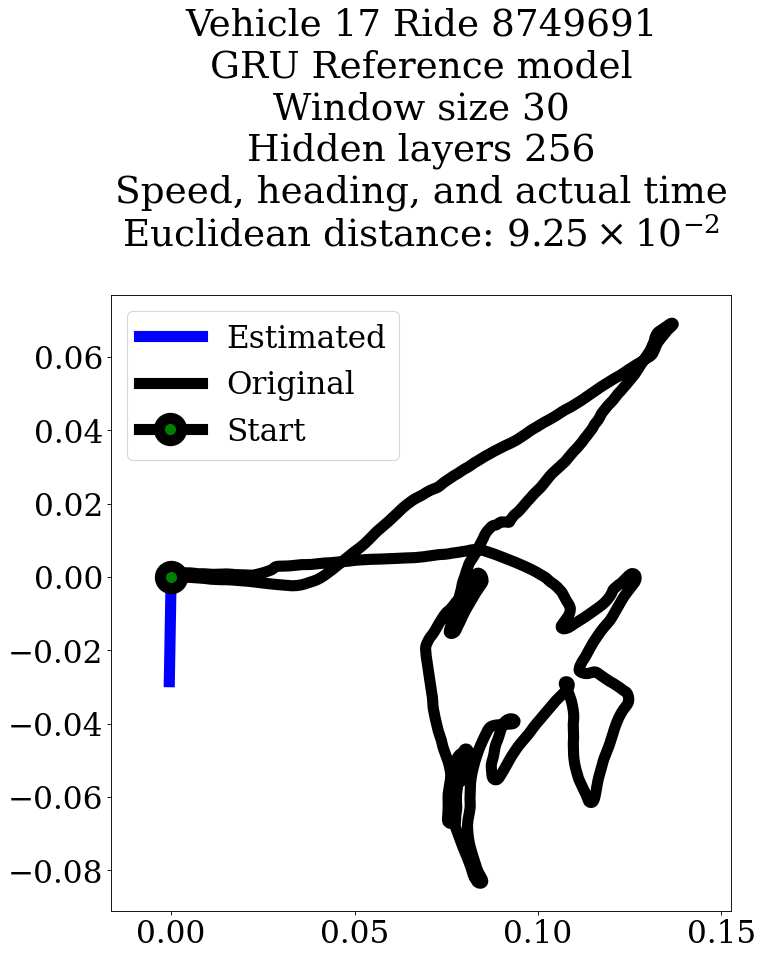 Vehicle 17 Ride 8749691
GRU Reference model
Window size 30
Hidden layers 256
Speed, heading, and actual time
Euclidean distance: 9.25 × 10⁻²
Estimated
Original
Start
0.06
0.04
0.02
0.00
−0.02
−0.04
−0.06
−0.08
0.00 0.05 0.10 0.15